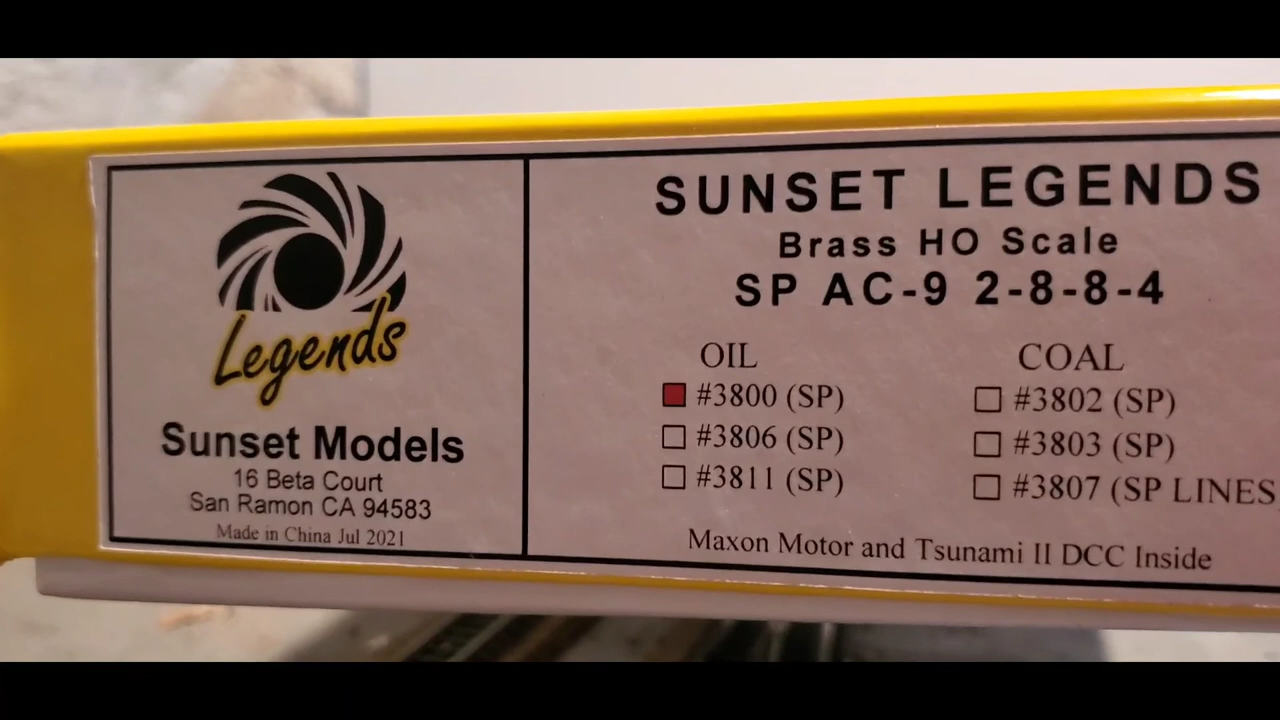 Legends
Sunset Models
16 Beta Court
San Ramon CA 94583
Made in China Jul 2021
SUNSET LEGENDS
Brass HO Scale
SP AC-9 2-8-8-4
OIL
#3800 (SP)
#3806 (SP)
#3811 (SP)
COAL
#3802 (SP)
#3803 (SP)
#3807 (SP LINES
Maxon Motor and Tsunami II DCC Inside